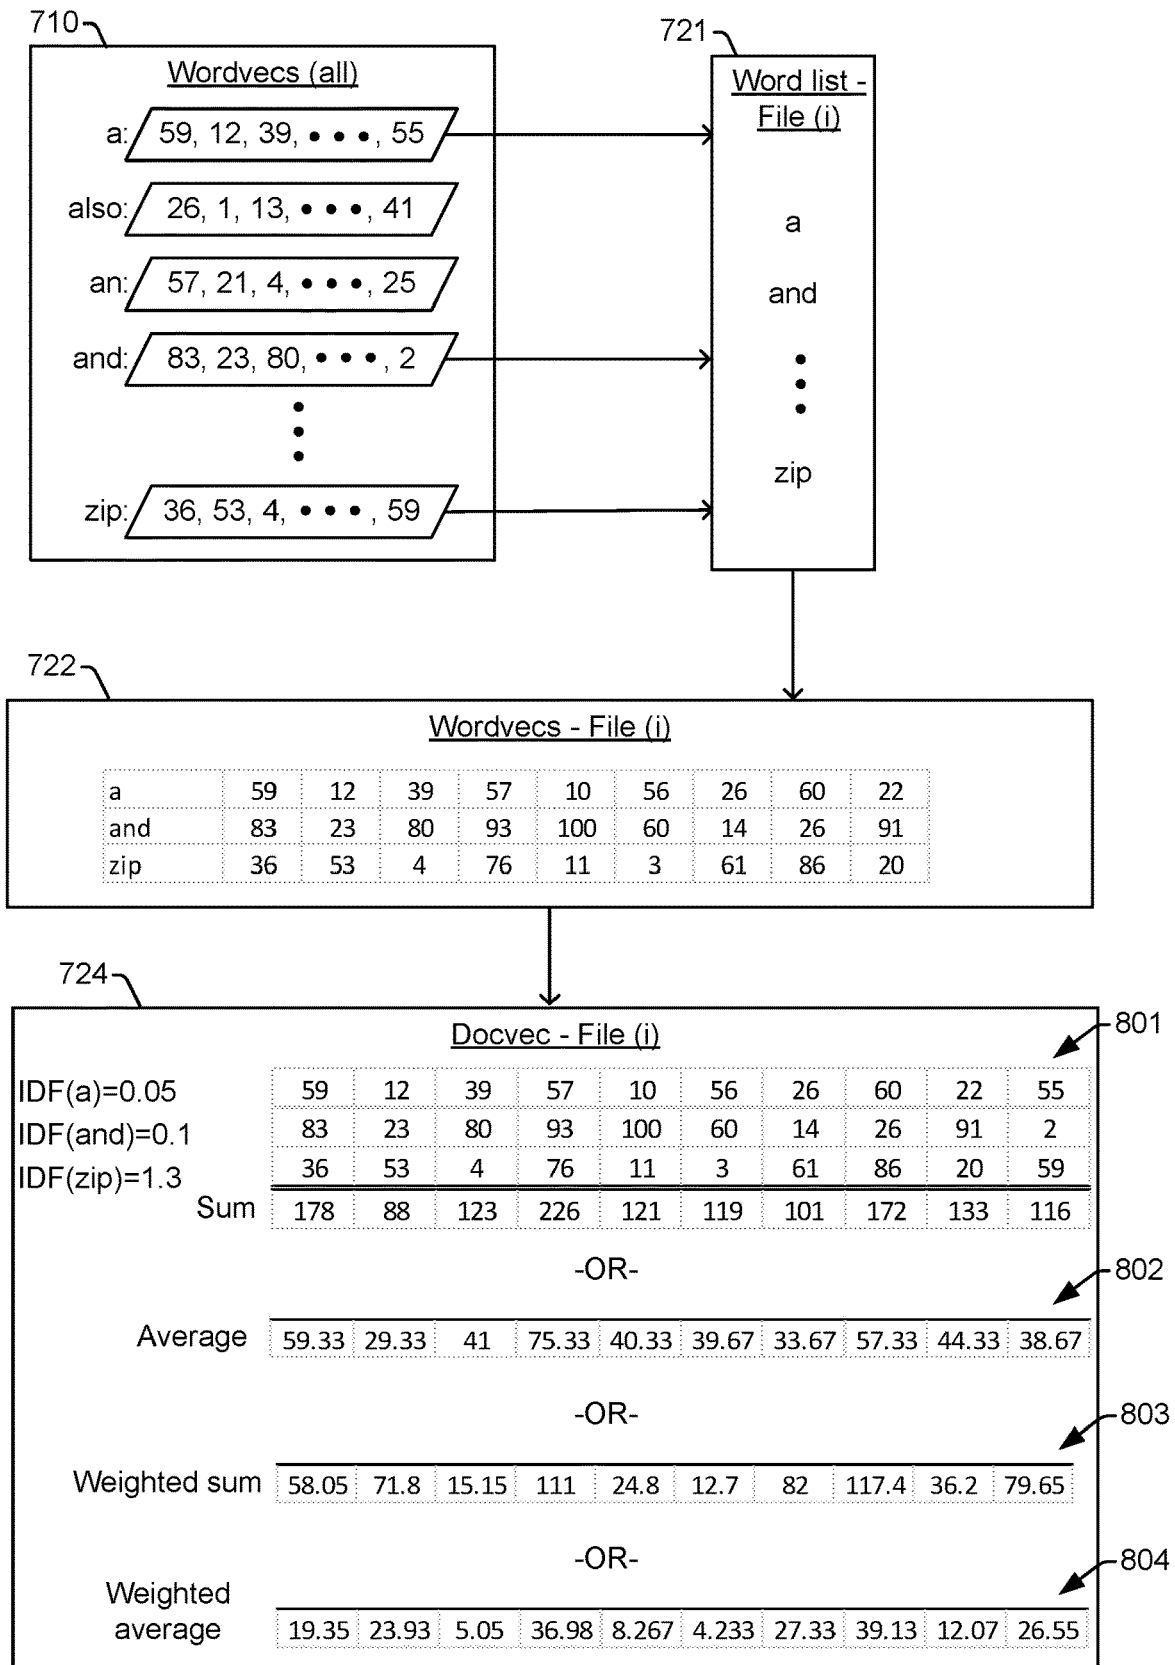 710
721
Wordvecs (all)
a: 59, 12, 39, • • •, 55
also: 26, 1, 13, • • •, 41
an: 57, 21, 4, • • •, 25
and: 83, 23, 80, • • •, 2
zip: 36, 53, 4, • • •, 59
Word list -
File (i)
a
and
zip
722
Wordvecs - File (i)
a 59 12 39 57 10 56 26 60 22
and 83 23 80 93 100 60 14 26 91
zip 36 53 4 76 11 3 61 86 20
724
Docvec - File (i)
801
IDF(a)=0.05 59 12 39 57 10 56 26 60 22 55
IDF(and)=0.1 83 23 80 93 100 60 14 26 91 2
IDF(zip)=1.3 36 53 4 76 11 3 61 86 20 59
Sum 178 88 123 226 121 119 101 172 133 116
-OR-
802
Average 59.33 29.33 41 75.33 40.33 39.67 33.67 57.33 44.33 38.67
-OR-
803
Weighted sum 58.05 71.8 15.15 111 24.8 12.7 82 117.4 36.2 79.65
-OR-
804
Weighted
average 19.35 23.93 5.05 36.98 8.267 4.233 27.33 39.13 12.07 26.55